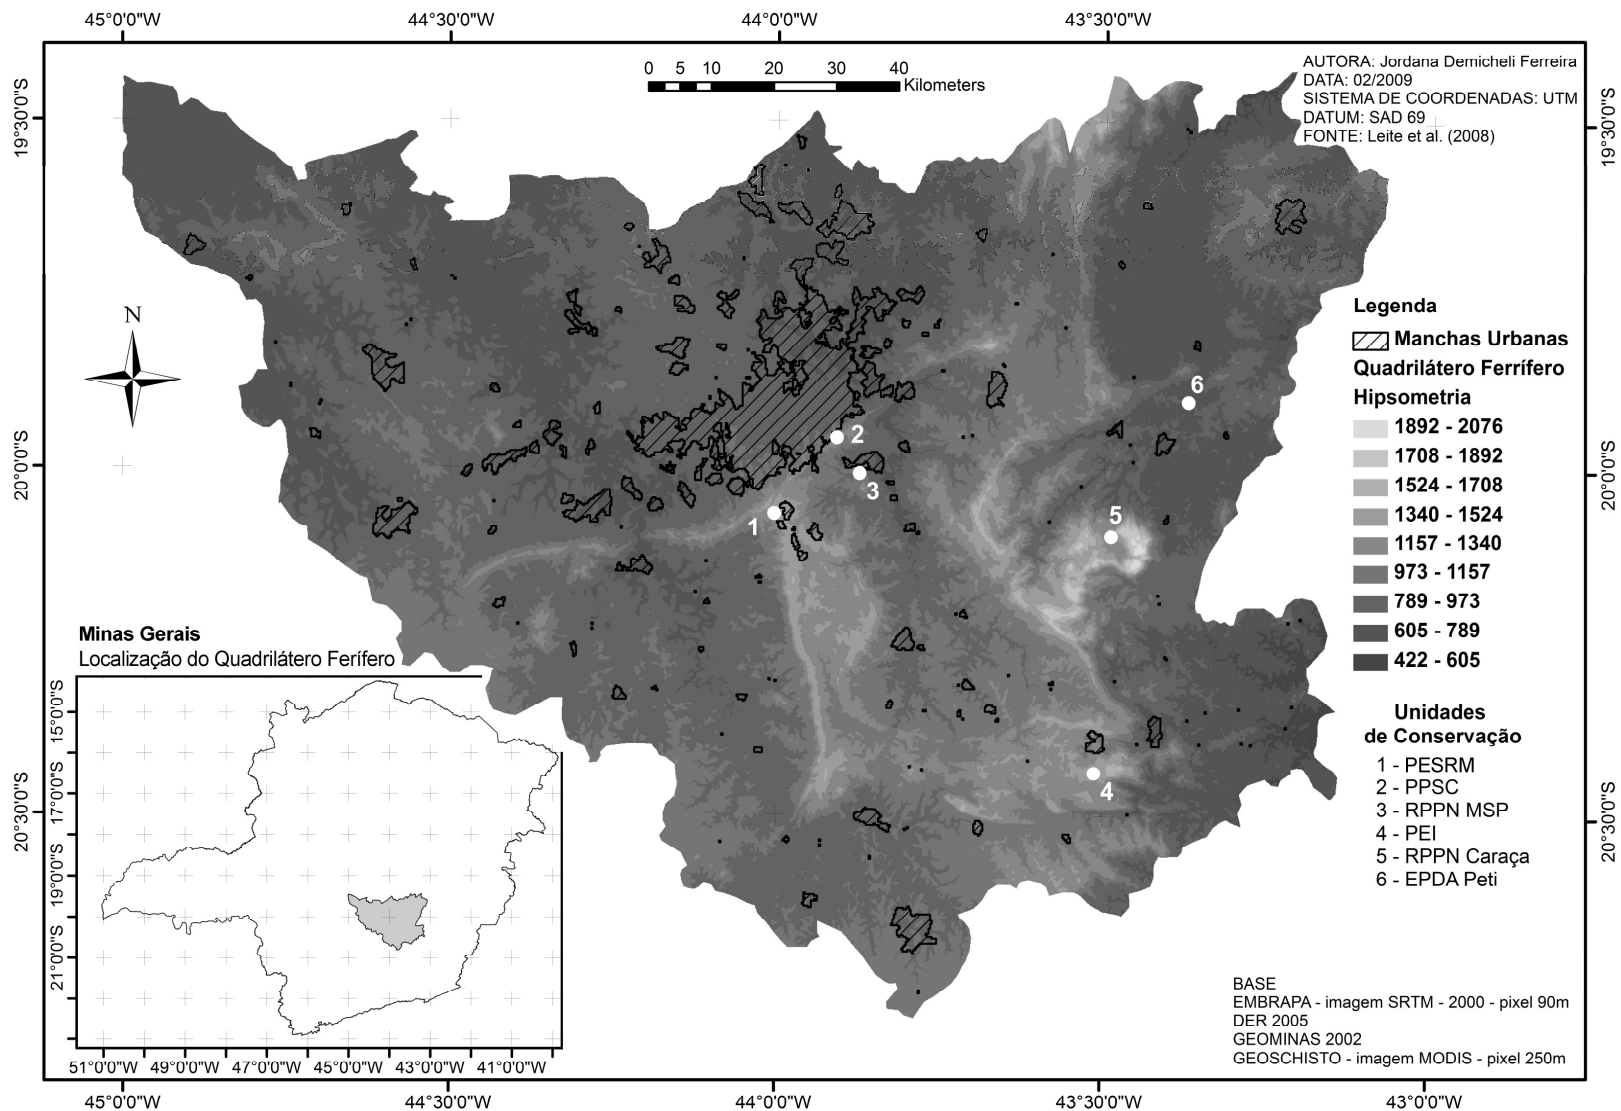 45°0'0"W 44°30'0"W 44°0'0"W 43°30'0"W
0 5 10 20 30 40
Kilometers
AUTORA: Jordana Demicheli Ferreira
DATA: 02/2009
SISTEMA DE COORDENADAS: UTM
DATUM: SAD 69
FONTE: Leite et al. (2008)
19°30'0"S
19°30'0"S
N
Legenda
Manchas Urbanas
Quadrilátero Ferrífero
Hipsometria
1892 - 2076
1708 - 1892
1524 - 1708
1340 - 1524
1157 - 1340
973 - 1157
789 - 973
605 - 789
422 - 605
6
2
3
1
5
4
20°0'0"S
20°0'0"S
Minas Gerais
Localização do Quadrilátero Ferífero
15°0'0"S
17°0'0"S
19°0'0"S
21°0'0"S
51°0'0"W 49°0'0"W 47°0'0"W 45°0'0"W 43°0'0"W 41°0'0"W
Unidades
de Conservação
1 - PESRM
2 - PPSC
3 - RPPN MSP
4 - PEI
5 - RPPN Caraça
6 - EPDA Peti
20°30'0"S
20°30'0"S
BASE
EMBRAPA - imagem SRTM - 2000 - pixel 90m
DER 2005
GEOMINAS 2002
GEOSCHISTO - imagem MODIS - pixel 250m
45°0'0"W 44°30'0"W 44°0'0"W 43°30'0"W 43°0'0"W